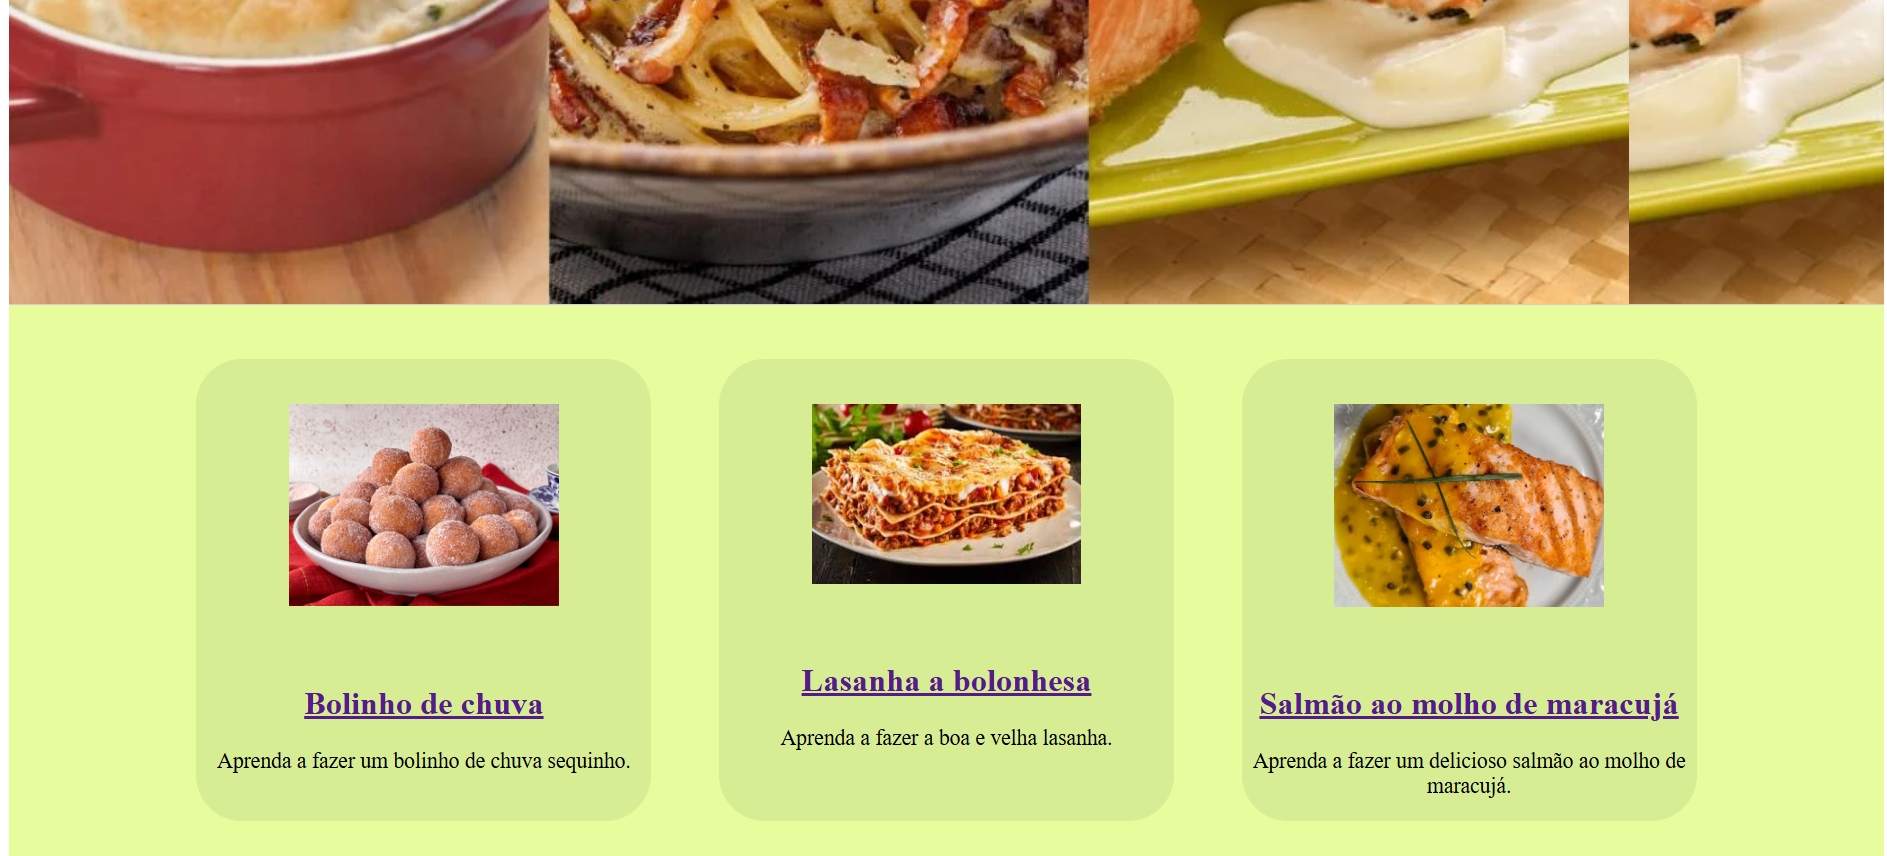 Bolinho de chuva
Aprenda a fazer um bolinho de chuva sequinho.
Lasanha a bolonhesa
Aprenda a fazer a boa e velha lasanha.
Salmão ao molho de maracujá
Aprenda a fazer um delicioso salmão ao molho de
maracujá.